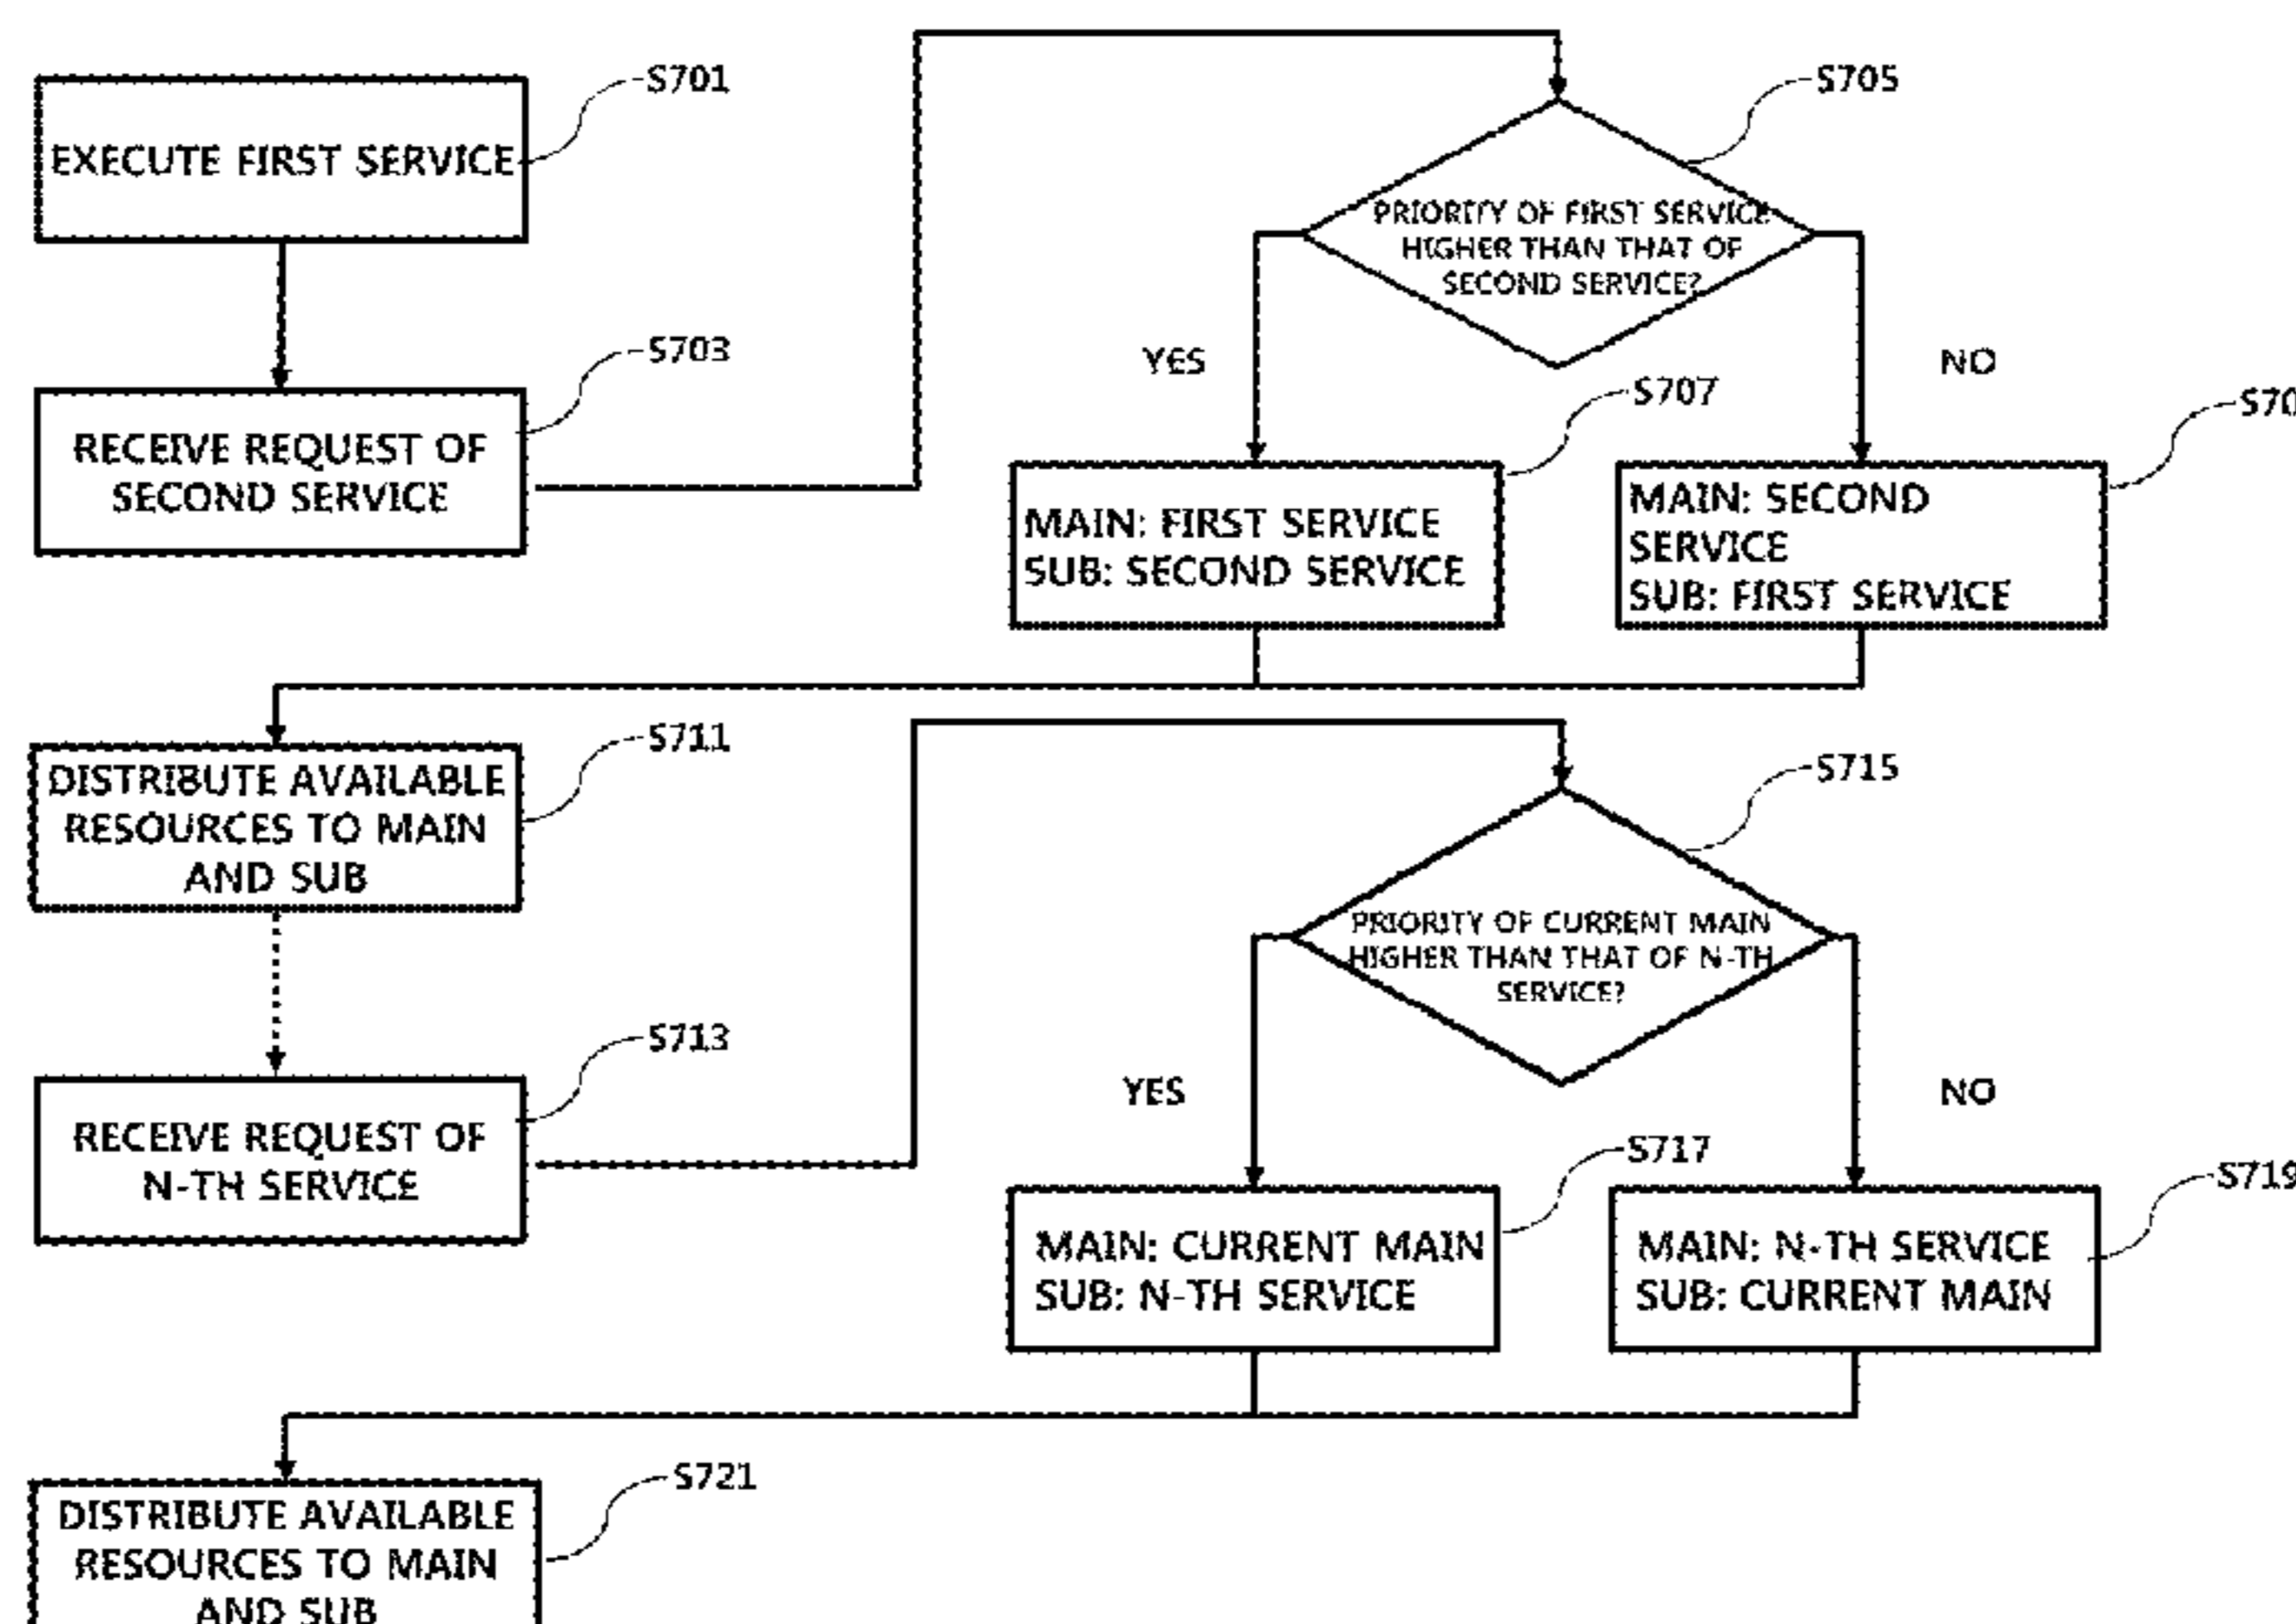 EXECUTE FIRST SERVICE
S701
RECEIVE REQUEST OF
SECOND SERVICE
S703
PRIORITY OF FIRST SERVICE
HIGHER THAN THAT OF
SECOND SERVICE?
S705
YES
NO
MAIN: FIRST SERVICE
SUB: SECOND SERVICE
S707
MAIN: SECOND
SERVICE
SUB: FIRST SERVICE
S70
DISTRIBUTE AVAILABLE
RESOURCES TO MAIN
AND SUB
S711
RECEIVE REQUEST OF
N-TH SERVICE
S713
PRIORITY OF CURRENT MAIN
HIGHER THAN THAT OF N-TH
SERVICE?
S715
YES
NO
MAIN: CURRENT MAIN
SUB: N-TH SERVICE
S717
MAIN: N-TH SERVICE
SUB: CURRENT MAIN
S719
DISTRIBUTE AVAILABLE
RESOURCES TO MAIN
AND SUB
S721